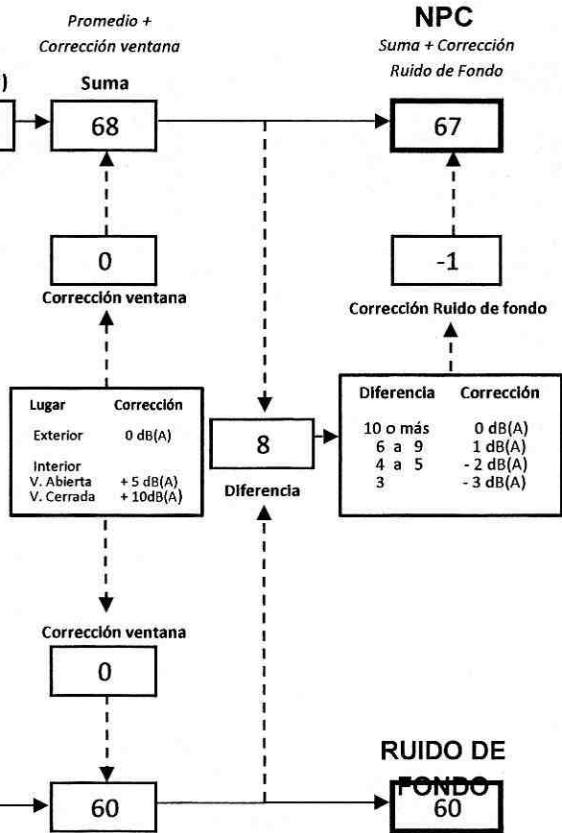 Promedio +
Corrección ventana
NPC
Suma + Corrección
Ruido de Fondo
)
Suma
68
67
0
-1
Corrección ventana
Corrección Ruido de fondo
Lugar Corrección
Exterior 0 dB(A)
Interior
V. Abierta + 5 dB(A)
V. Cerrada + 10dB(A)
8
Diferencia
Diferencia Corrección
10 o más 0 dB(A)
6 a 9 1 dB(A)
4 a 5 - 2 dB(A)
3 - 3 dB(A)
Corrección ventana
0
RUIDO DE
FONDO
60
60